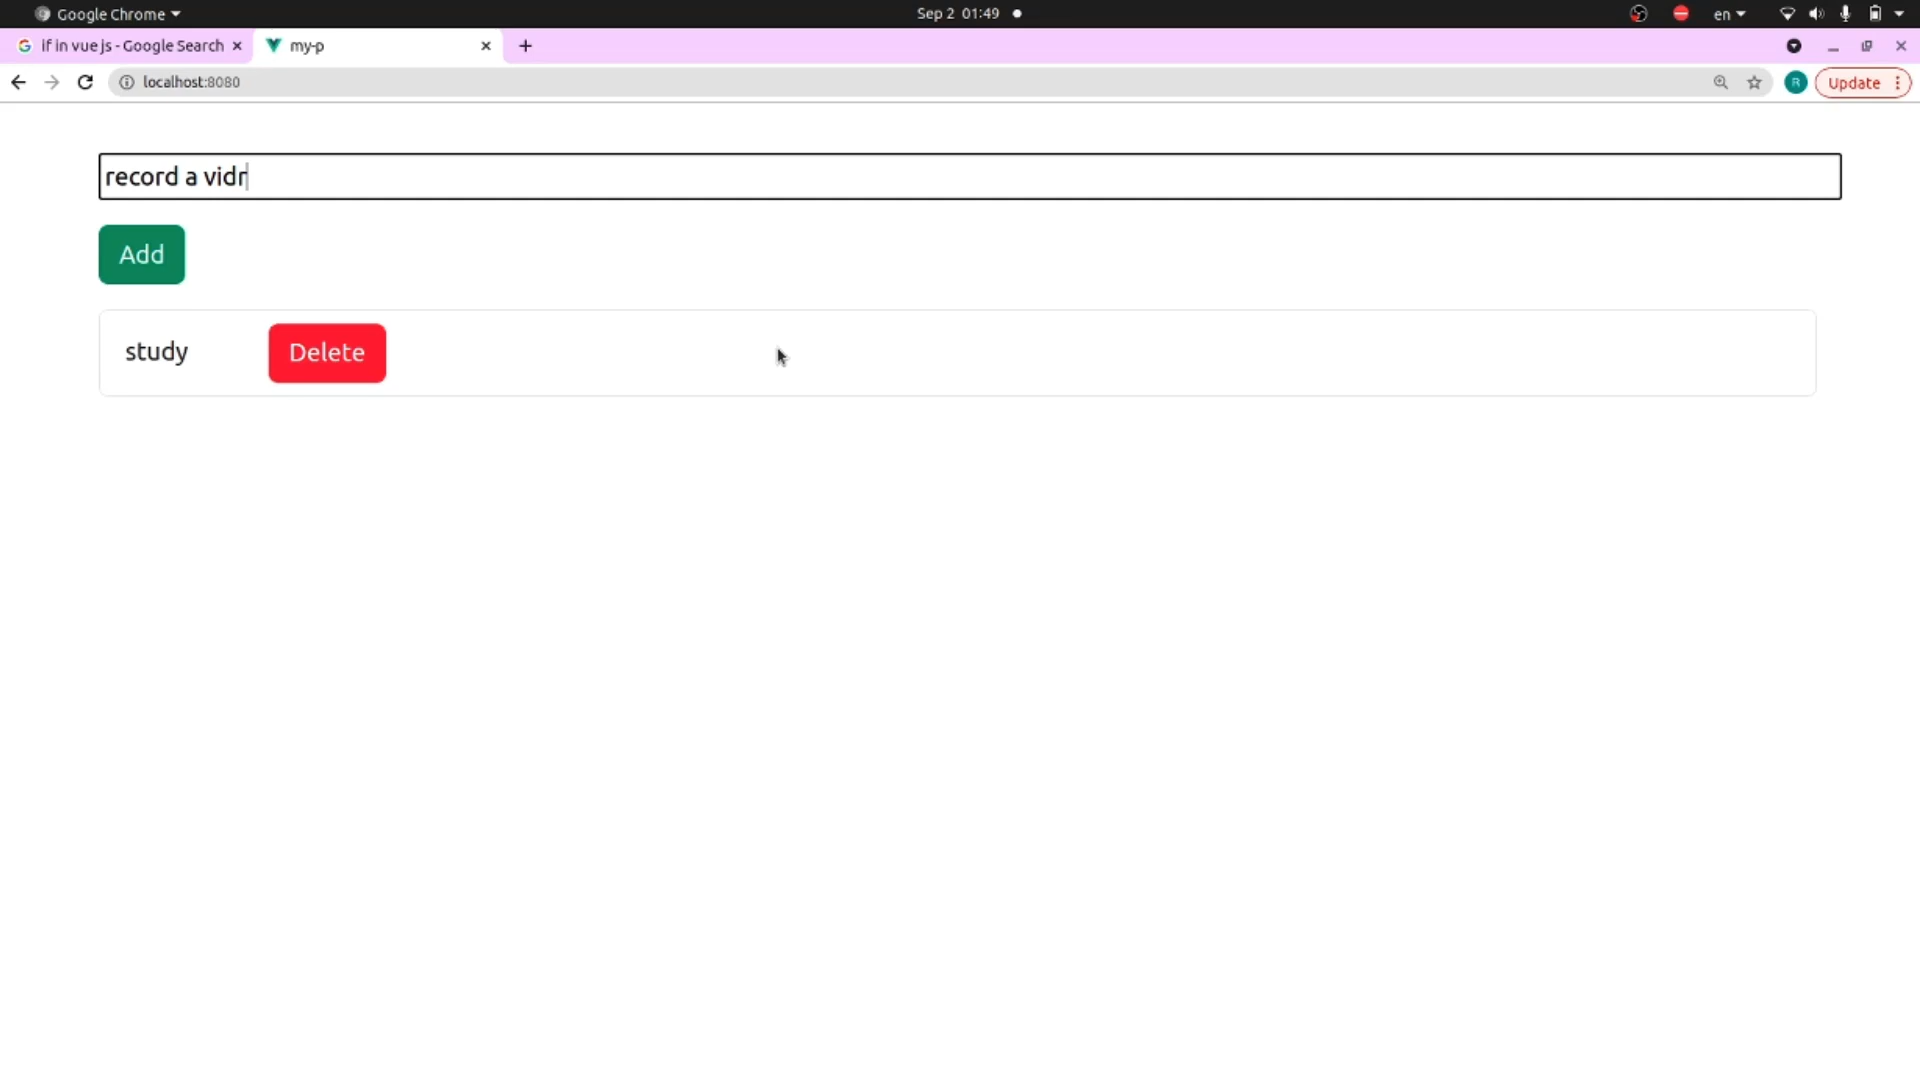 Google Chrome
Sep 2 01:49
en
if in vue js - Google Search
my-p
localhost:8080
R
Update
record a vidr
Add
study
Delete